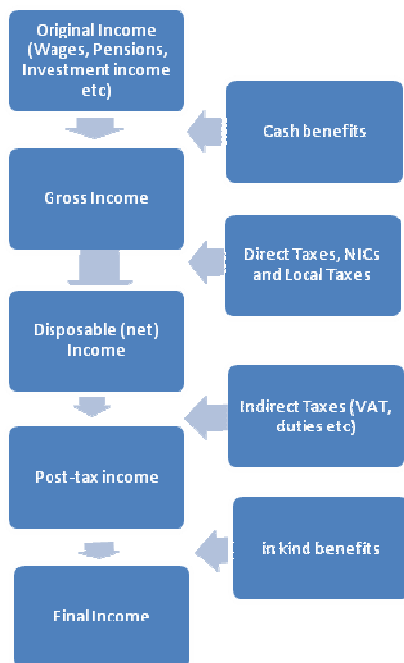 Original Income
(Wages, Pensions,
Investment income
etc)
Cash benefits
Gross Income
Direct Taxes, NICs
and Local Taxes
Disposable (net)
Income
Indirect Taxes (VAT,
duties etc)
Post-tax income
in kind benefits
Final Income